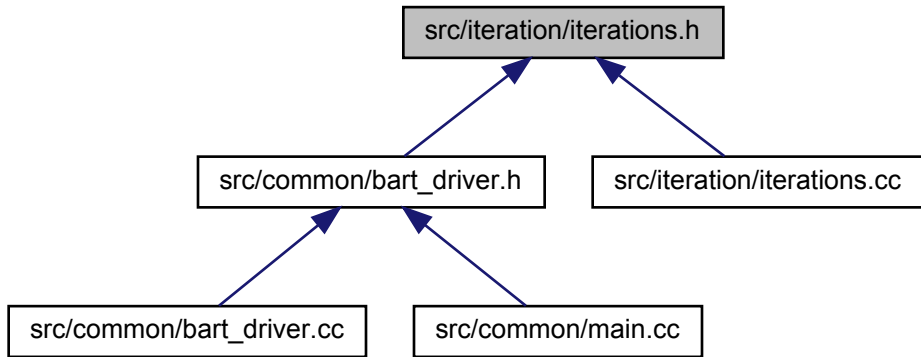 src/iteration/iterations.h
src/common/bart_driver.h
src/iteration/iterations.cc
src/common/bart_driver.cc
src/common/main.cc